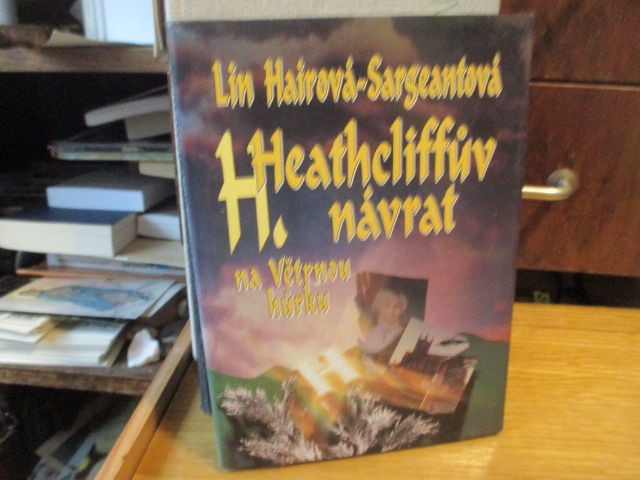 Lin Hairová-Sargeantová
H.
Heathcliffův
návrat
na Větrnou
hůrku
H